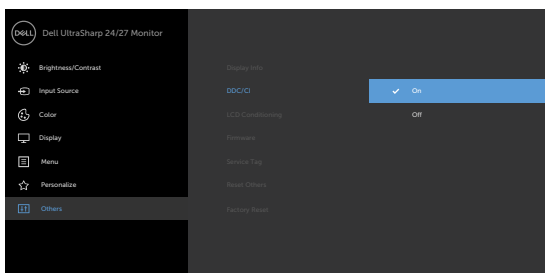 DELL Dell UltraSharp 24/27 Monitor
Brightness/Contrast
Display Info
Input Source
DDC/CI
On
Color
LCD Conditioning
Off
Display
Firmware
Menu
Service Tag
Personalize
Reset Others
Others
Factory Reset